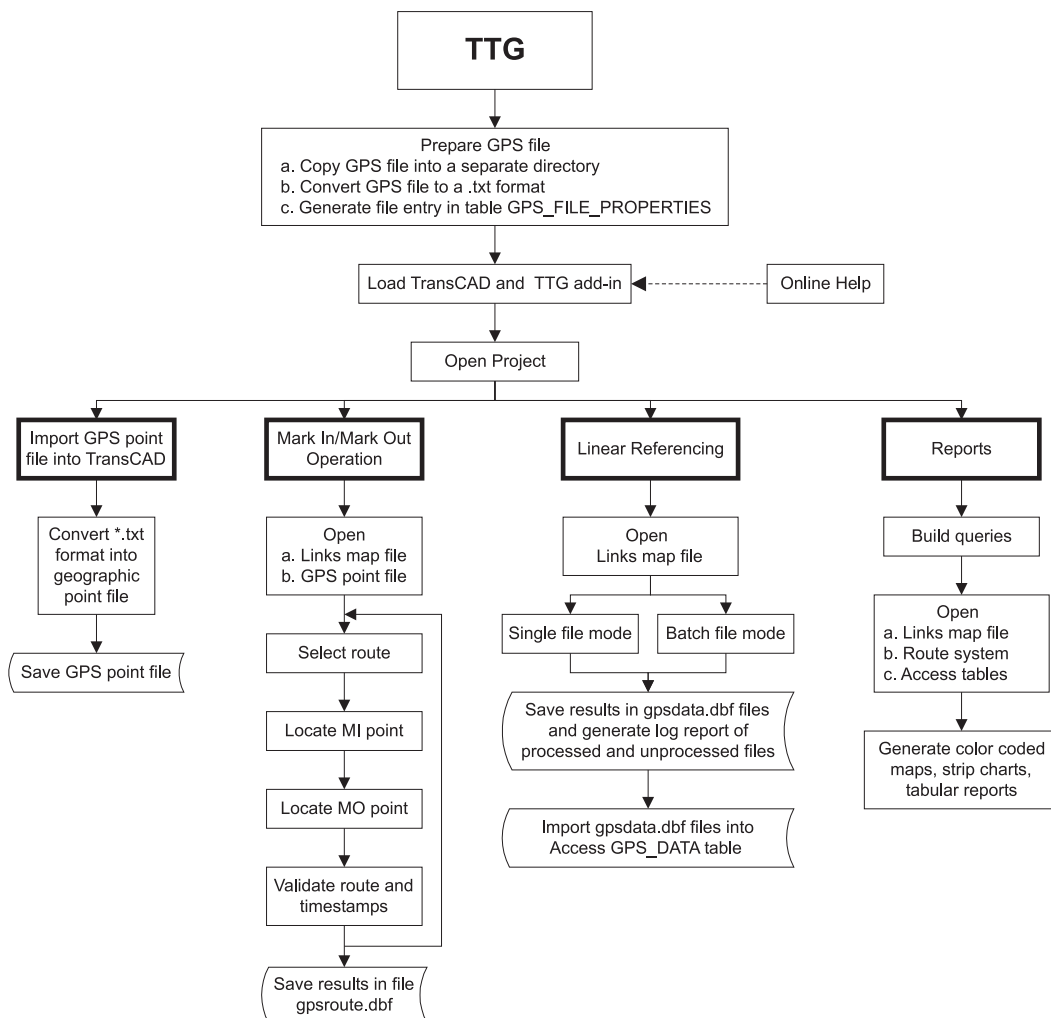 TTG
Prepare GPS file
a. Copy GPS file into a separate directory
b. Convert GPS file to a .txt format
c. Generate file entry in table GPS_FILE_PROPERTIES
Load TransCAD and TTG add-in
Online Help
Open Project
Import GPS point
file into TransCAD
Convert *.txt
format into
geographic
point file
Save GPS point file
Mark In/Mark Out
Operation
Open
a. Links map file
b. GPS point file
Select route
Locate MI point
Locate MO point
Validate route and
timestamps
Save results in file
gpsroute.dbf
Linear Referencing
Open
Links map file
Single file mode
Batch file mode
Save results in gpsdata.dbf files
and generate log report of
processed and unprocessed files
Import gpsdata.dbf files into
Access GPS_DATA table
Reports
Build queries
Open
a. Links map file
b. Route system
c. Access tables
Generate color coded
maps, strip charts,
tabular reports